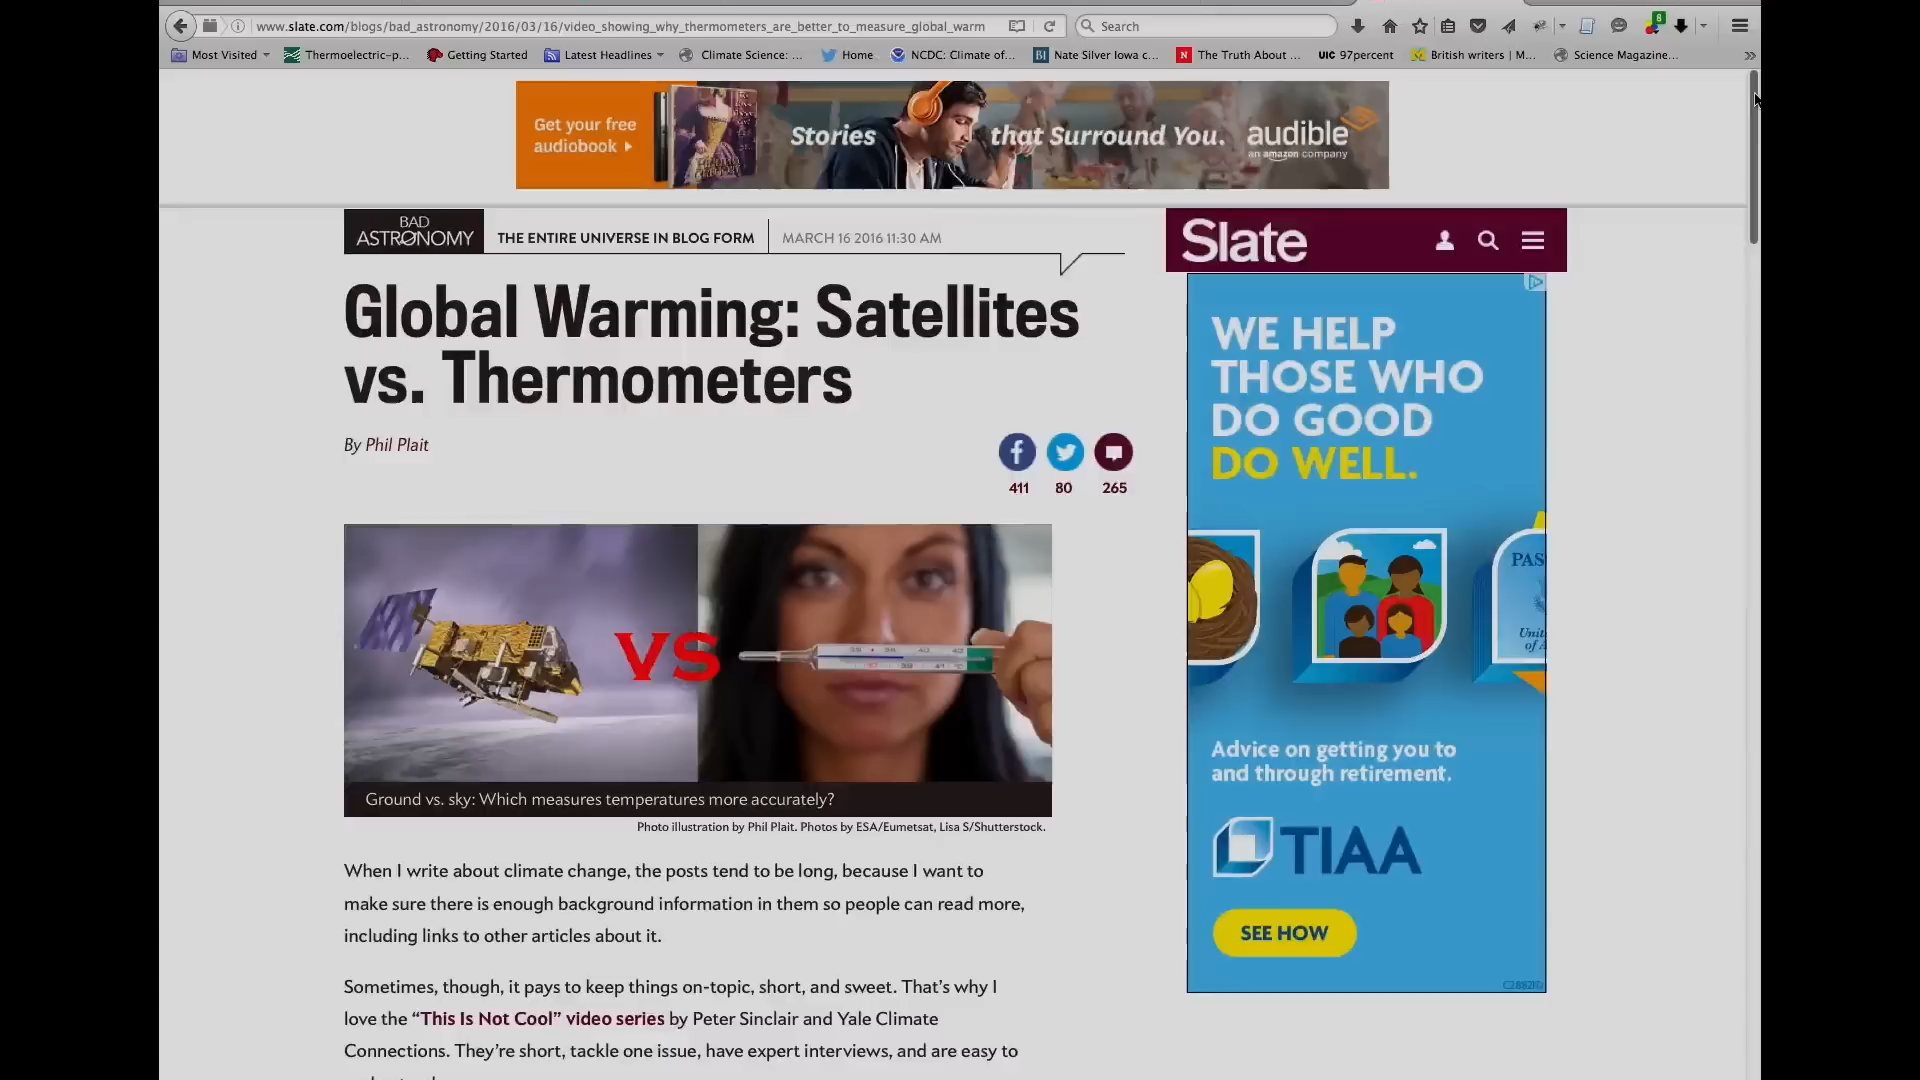 www.slate.com/blogs/bad_astronomy/2016/03/16/video_showing_why_thermometers_are_better_to_measure_global_warm
Search
8
Most Visited
Thermoelectric-p...
Getting Started
Latest Headlines
Climate Science: ...
Home
NCDC: Climate of...
BI Nate Silver Iowa c...
N The Truth About ...
UIC 97percent
British writers | M...
Science Magazine...
Get your free
audiobook
Stories that Surround You.
audible
an amazon company
BAD
ASTRONOMY
THE ENTIRE UNIVERSE IN BLOG FORM
MARCH 16 2016 11:30 AM
Slate
Global Warming: Satellites
vs. Thermometers
By Phil Plait
411
80
265
VS
Ground vs. sky: Which measures temperatures more accurately?
Photo illustration by Phil Plait. Photos by ESA/Eumetsat, Lisa S/Shutterstock.
When I write about climate change, the posts tend to be long, because I want to
make sure there is enough background information in them so people can read more,
including links to other articles about it.
Sometimes, though, it pays to keep things on-topic, short, and sweet. That’s why I
love the “This Is Not Cool” video series by Peter Sinclair and Yale Climate
Connections. They’re short, tackle one issue, have expert interviews, and are easy to
WE HELP
THOSE WHO
DO GOOD
DO WELL.
PAS
Unit
of A
Advice on getting you to
and through retirement.
TIAA
SEE HOW